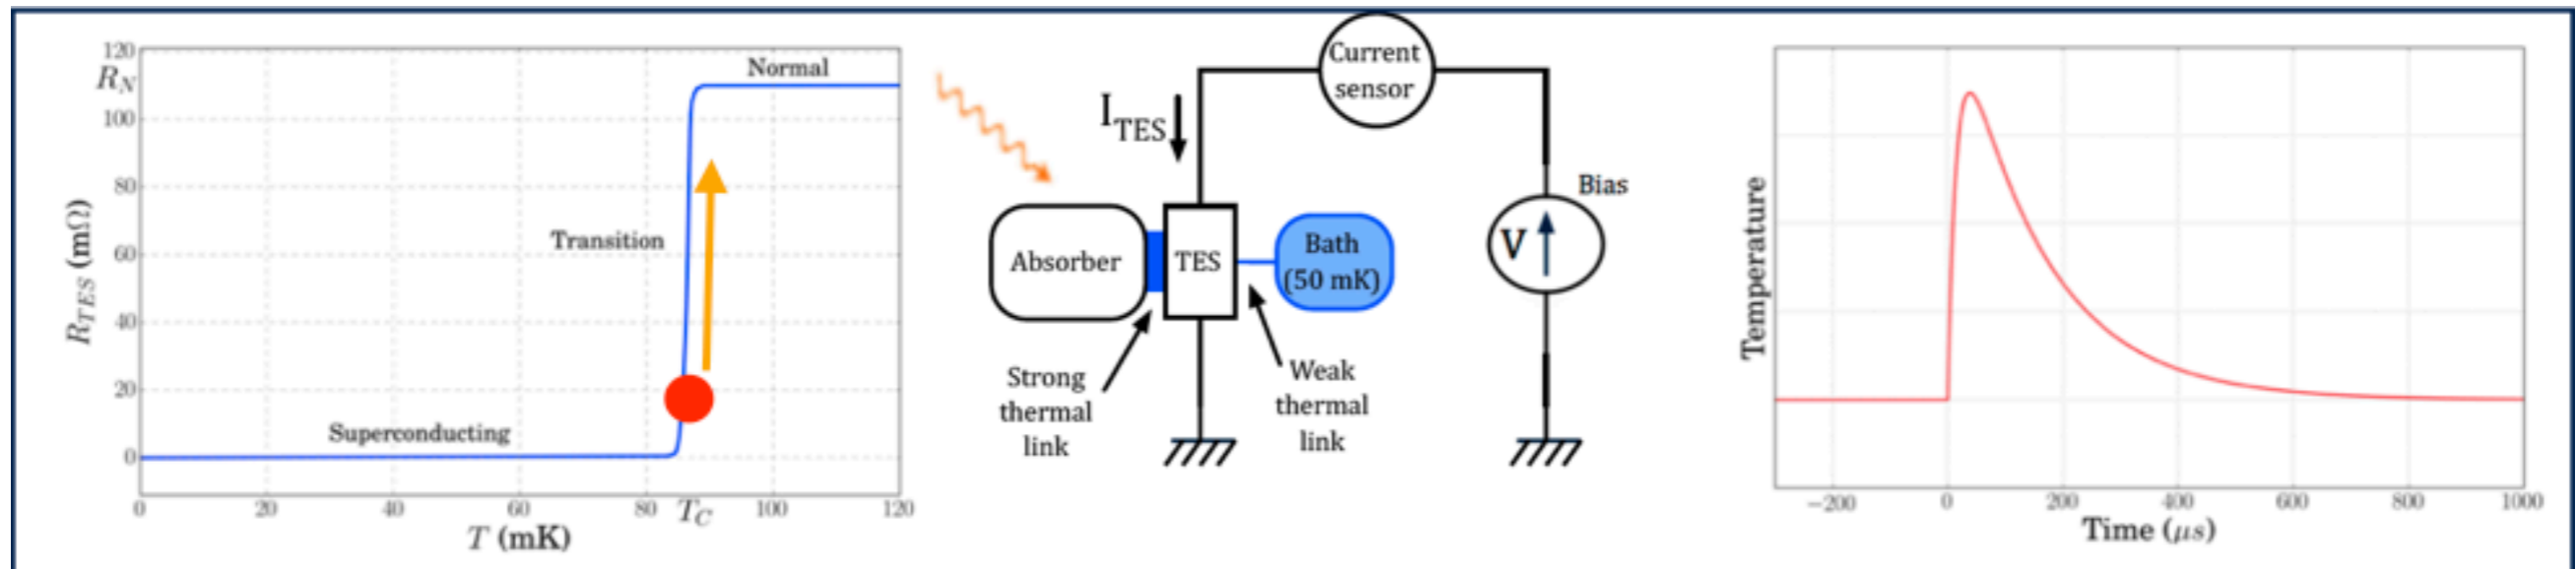 120
R_N
100
80
60
40
20
0
R_TES (mΩ)
Normal
Transition
Superconducting
0
20
40
60
80
T_C
100
120
T (mK)
Current
sensor
I_TES
Bias
V
Absorber
TES
Bath
(50 mK)
Strong
thermal
link
Weak
thermal
link
Temperature
−200
0
200
400
600
800
1000
Time (μs)